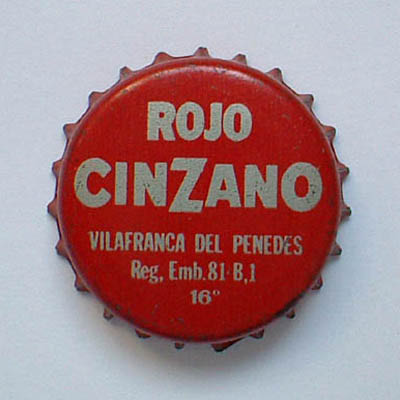 ROJO
CINZANO
VILAFRANCA DEL PENEDES
Reg, Emb.81-B,1
16°